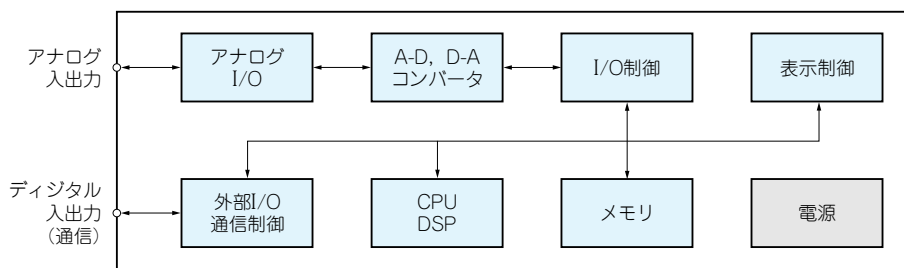 アナログ
入出力
アナログ
I/O
A-D，D-A
コンバータ
I/O制御
表示制御
ディジタル
入出力
（通信）
外部I/O
通信制御
CPU
DSP
メモリ
電源